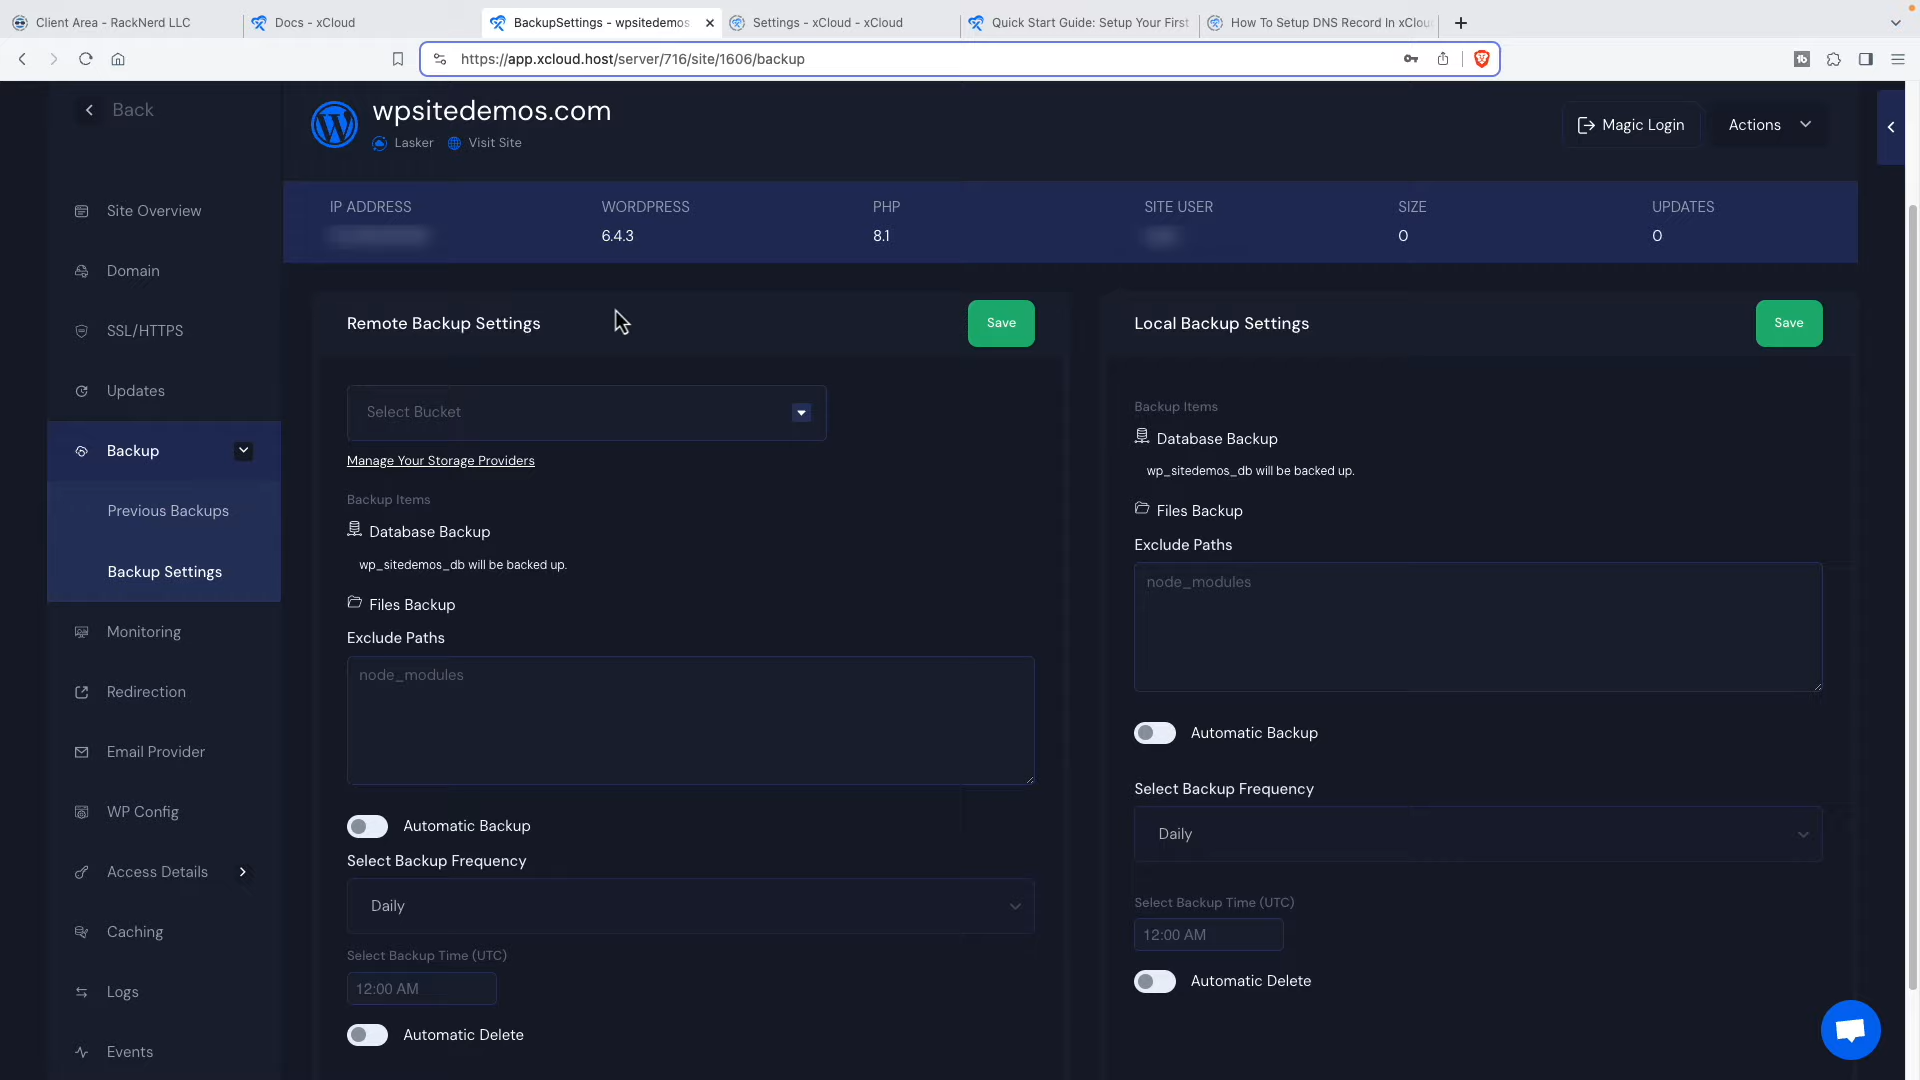 Client Area - RackNerd LLC
Docs - xCloud
BackupSettings - wpsitedemos
Settings - xCloud - xCloud
Quick Start Guide: Setup Your First
How To Setup DNS Record In xClou
https://app.xcloud.host/server/716/site/1606/backup
Back
wpsitedemos.com
Lasker
Visit Site
Magic Login
Actions
Site Overview
Domain
SSL/HTTPS
Updates
Backup
Previous Backups
Backup Settings
Monitoring
Redirection
Email Provider
WP Config
Access Details
Caching
Logs
Events
IP ADDRESS
WORDPRESS
6.4.3
PHP
8.1
SITE USER
SIZE
0
UPDATES
0
Remote Backup Settings
Save
Select Bucket
Manage Your Storage Providers
Backup Items
Database Backup
wp_sitedemos_db will be backed up.
Files Backup
Exclude Paths
node_modules
Automatic Backup
Select Backup Frequency
Daily
Select Backup Time (UTC)
12:00 AM
Automatic Delete
Local Backup Settings
Save
Backup Items
Database Backup
wp_sitedemos_db will be backed up.
Files Backup
Exclude Paths
node_modules
Automatic Backup
Select Backup Frequency
Daily
Select Backup Time (UTC)
12:00 AM
Automatic Delete